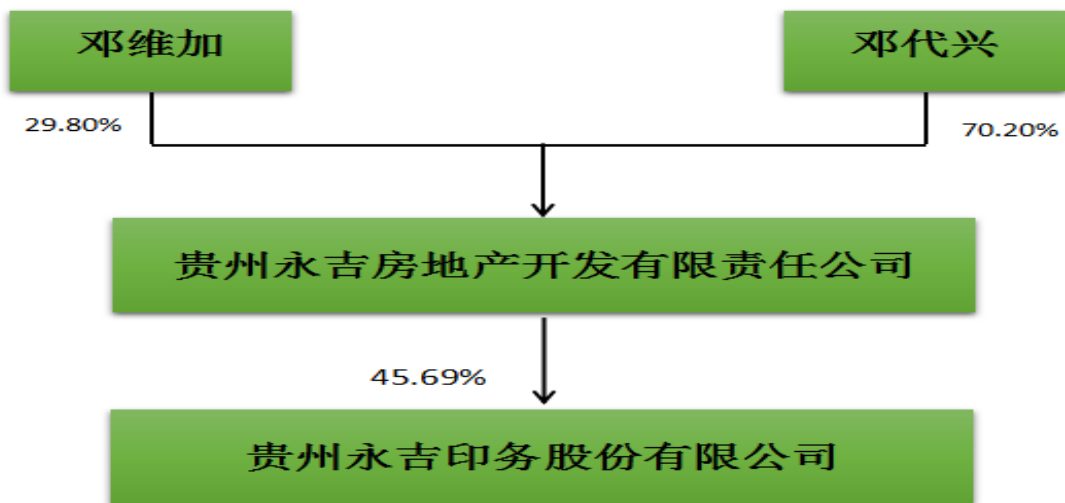 邓维加
邓代兴
29.80%
70.20%
贵州永吉房地产开发有限责任公司
45.69%
贵州永吉印务股份有限公司